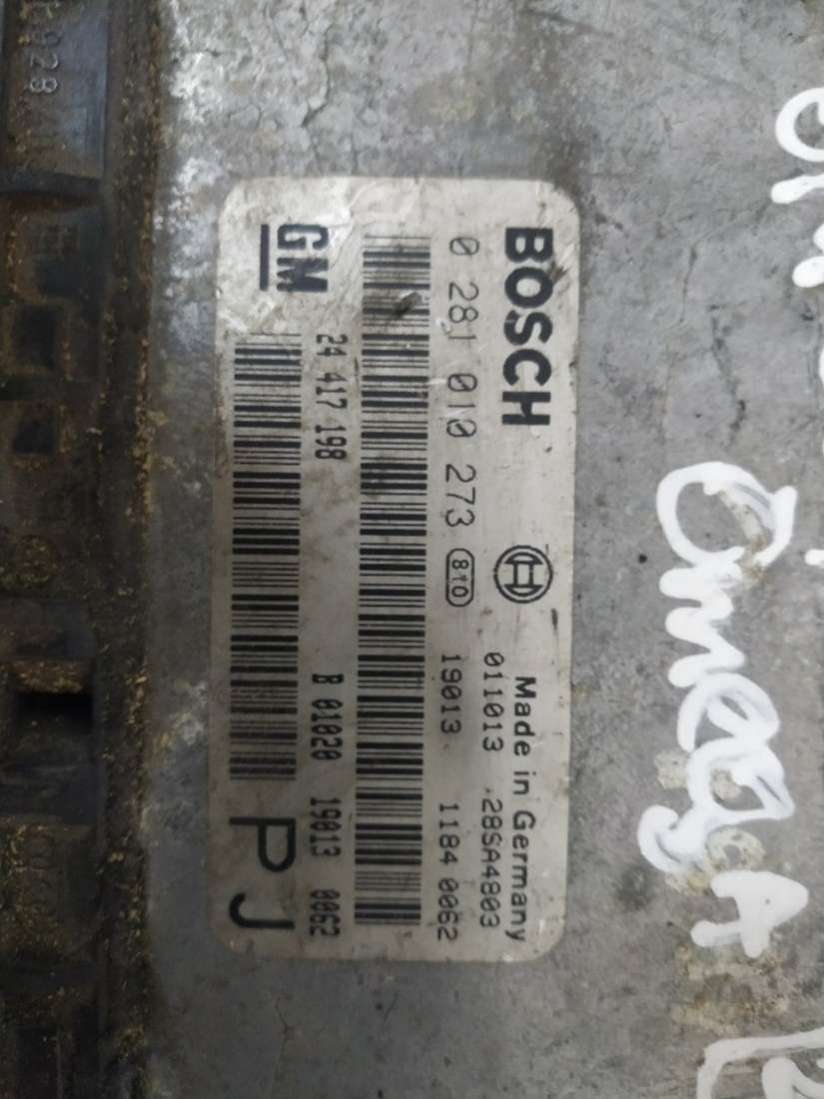 BOSCH
Made in Germany
0 281 010 273 810
011013 .28SA4803
19013 1184 0062
GM
24 417 198
B 01020 19013 0062
PJ
OmegA